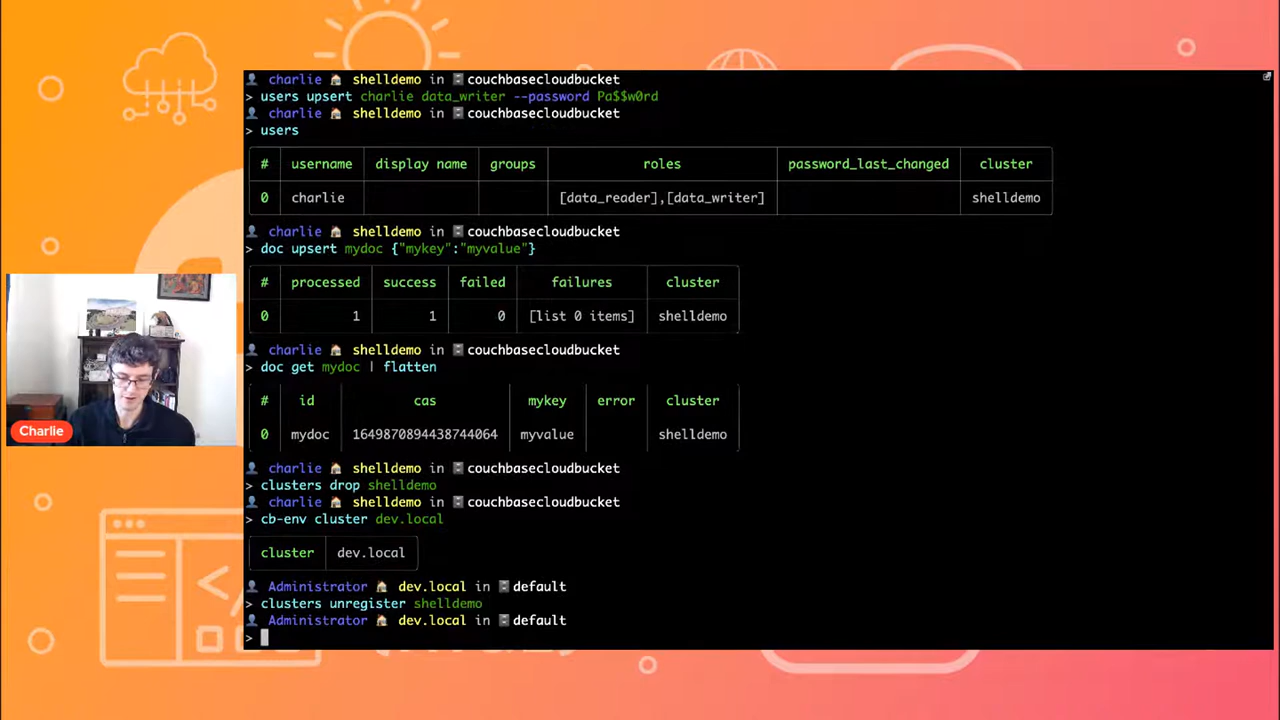 charlie shelldemo in couchbasecloudbucket
> users upsert charlie data_writer --password Pa$$w0rd
charlie shelldemo in couchbasecloudbucket
> users
# username display name groups roles password_last_changed cluster
0 charlie [data_reader],[data_writer] shelldemo
charlie shelldemo in couchbasecloudbucket
> doc upsert mydoc {"mykey":"myvalue"}
# processed success failed failures cluster
0 1 1 0 [list 0 items] shelldemo
charlie shelldemo in couchbasecloudbucket
> doc get mydoc | flatten
# id cas mykey error cluster
0 mydoc 1649870894438744064 myvalue shelldemo
charlie shelldemo in couchbasecloudbucket
> clusters drop shelldemo
charlie shelldemo in couchbasecloudbucket
> cb-env cluster dev.local
cluster dev.local
Administrator dev.local in default
> clusters unregister shelldemo
Administrator dev.local in default
>
Charlie